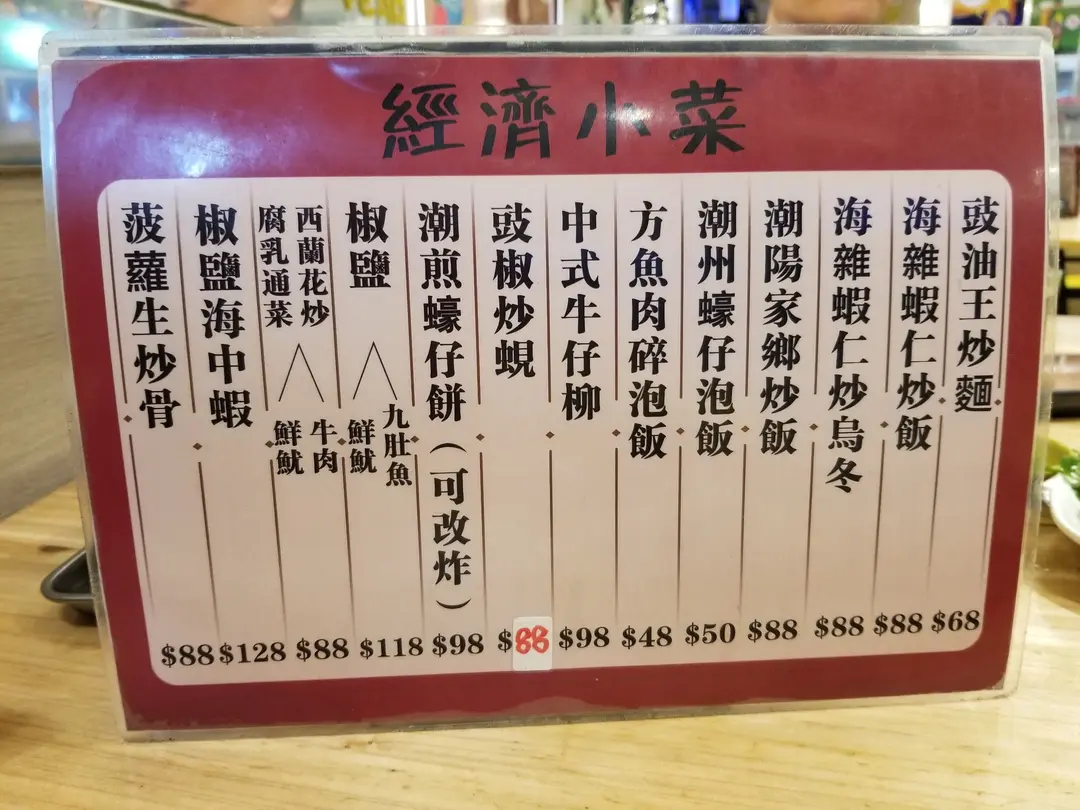 經濟小菜
豉油王炒麵 $68
海雜蝦仁炒飯 $88
海雜蝦仁炒烏冬 $88
潮陽家鄉炒飯 $88
潮州蠔仔泡飯 $50
方魚肉碎泡飯 $48
中式牛仔柳 $98
豉椒炒蜆 $88
潮煎蠔仔餅（可改炸） $98
椒鹽
九肚魚
鮮魷
$118
西蘭花炒
腐乳通菜
牛肉
鮮魷
$88
椒鹽海中蝦 $128
菠蘿生炒骨 $88